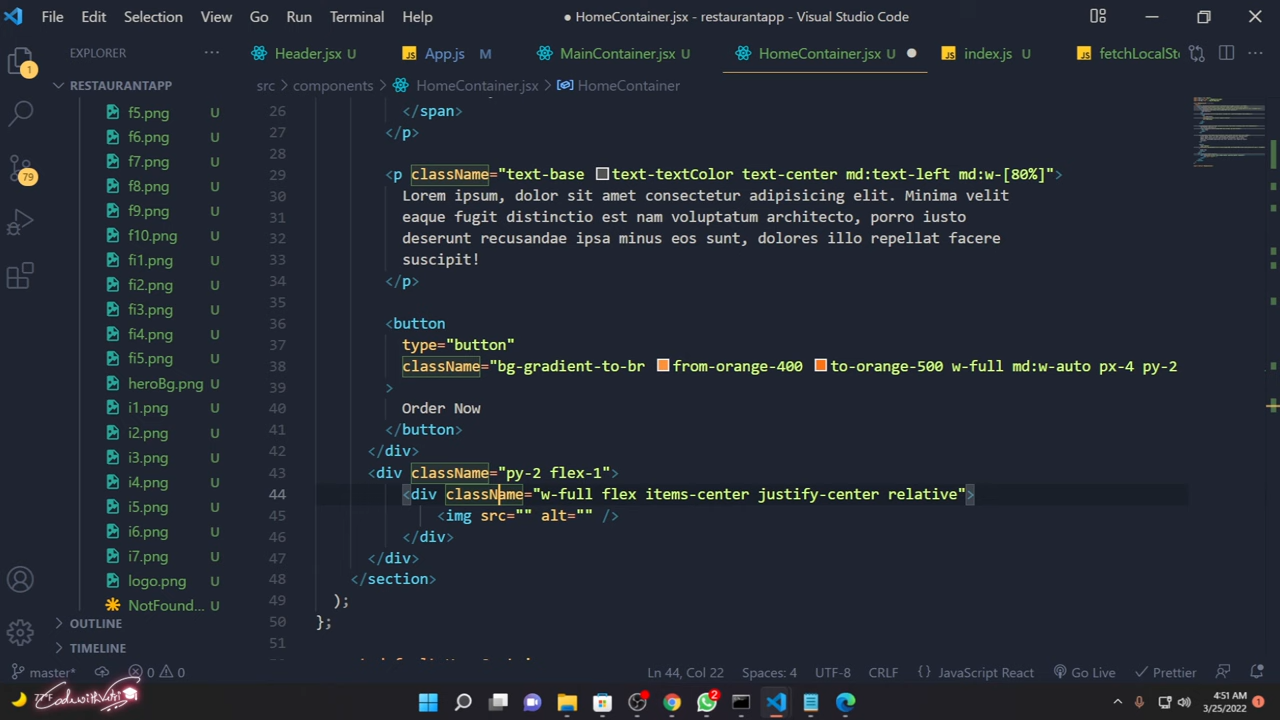 File Edit Selection View Go Run Terminal Help
● HomeContainer.jsx - restaurantapp - Visual Studio Code
EXPLORER
Header.jsx U
JS App.js M
MainContainer.jsx U
HomeContainer.jsx U
JS index.js U
JS fetchLocalSt
RESTAURANTAPP
src > components > HomeContainer.jsx > HomeContainer
1
79
f5.png U
f6.png U
f7.png U
f8.png U
f9.png U
f10.png U
fi1.png U
fi2.png U
fi3.png U
fi4.png U
fi5.png U
heroBg.png U
i1.png U
i2.png U
i3.png U
i4.png U
i5.png U
i6.png U
i7.png U
logo.png U
NotFound... U
OUTLINE
TIMELINE
26 </span>
27 </p>
28
29 <p className="text-base text-textColor text-center md:text-left md:w-[80%]">
30 Lorem ipsum, dolor sit amet consectetur adipisicing elit. Minima velit
31 eaque fugit distinctio est nam voluptatum architecto, porro iusto
32 deserunt recusandae ipsa minus eos sunt, dolores illo repellat facere
33 suscipit!
34 </p>
35
36 <button
37 type="button"
38 className="bg-gradient-to-br from-orange-400 to-orange-500 w-full md:w-auto px-4 py-2
39 >
40 Order Now
41 </button>
42 </div>
43 <div className="py-2 flex-1">
44 <div className="w-full flex items-center justify-center relative">
45 <img src="" alt="" />
46 </div>
47 </div>
48 </section>
49 );
50 };
51
master* 0 0
Ln 44, Col 22 Spaces: 4 UTF-8 CRLF JavaScript React Go Live Prettier
2
4:51 AM
3/25/2022